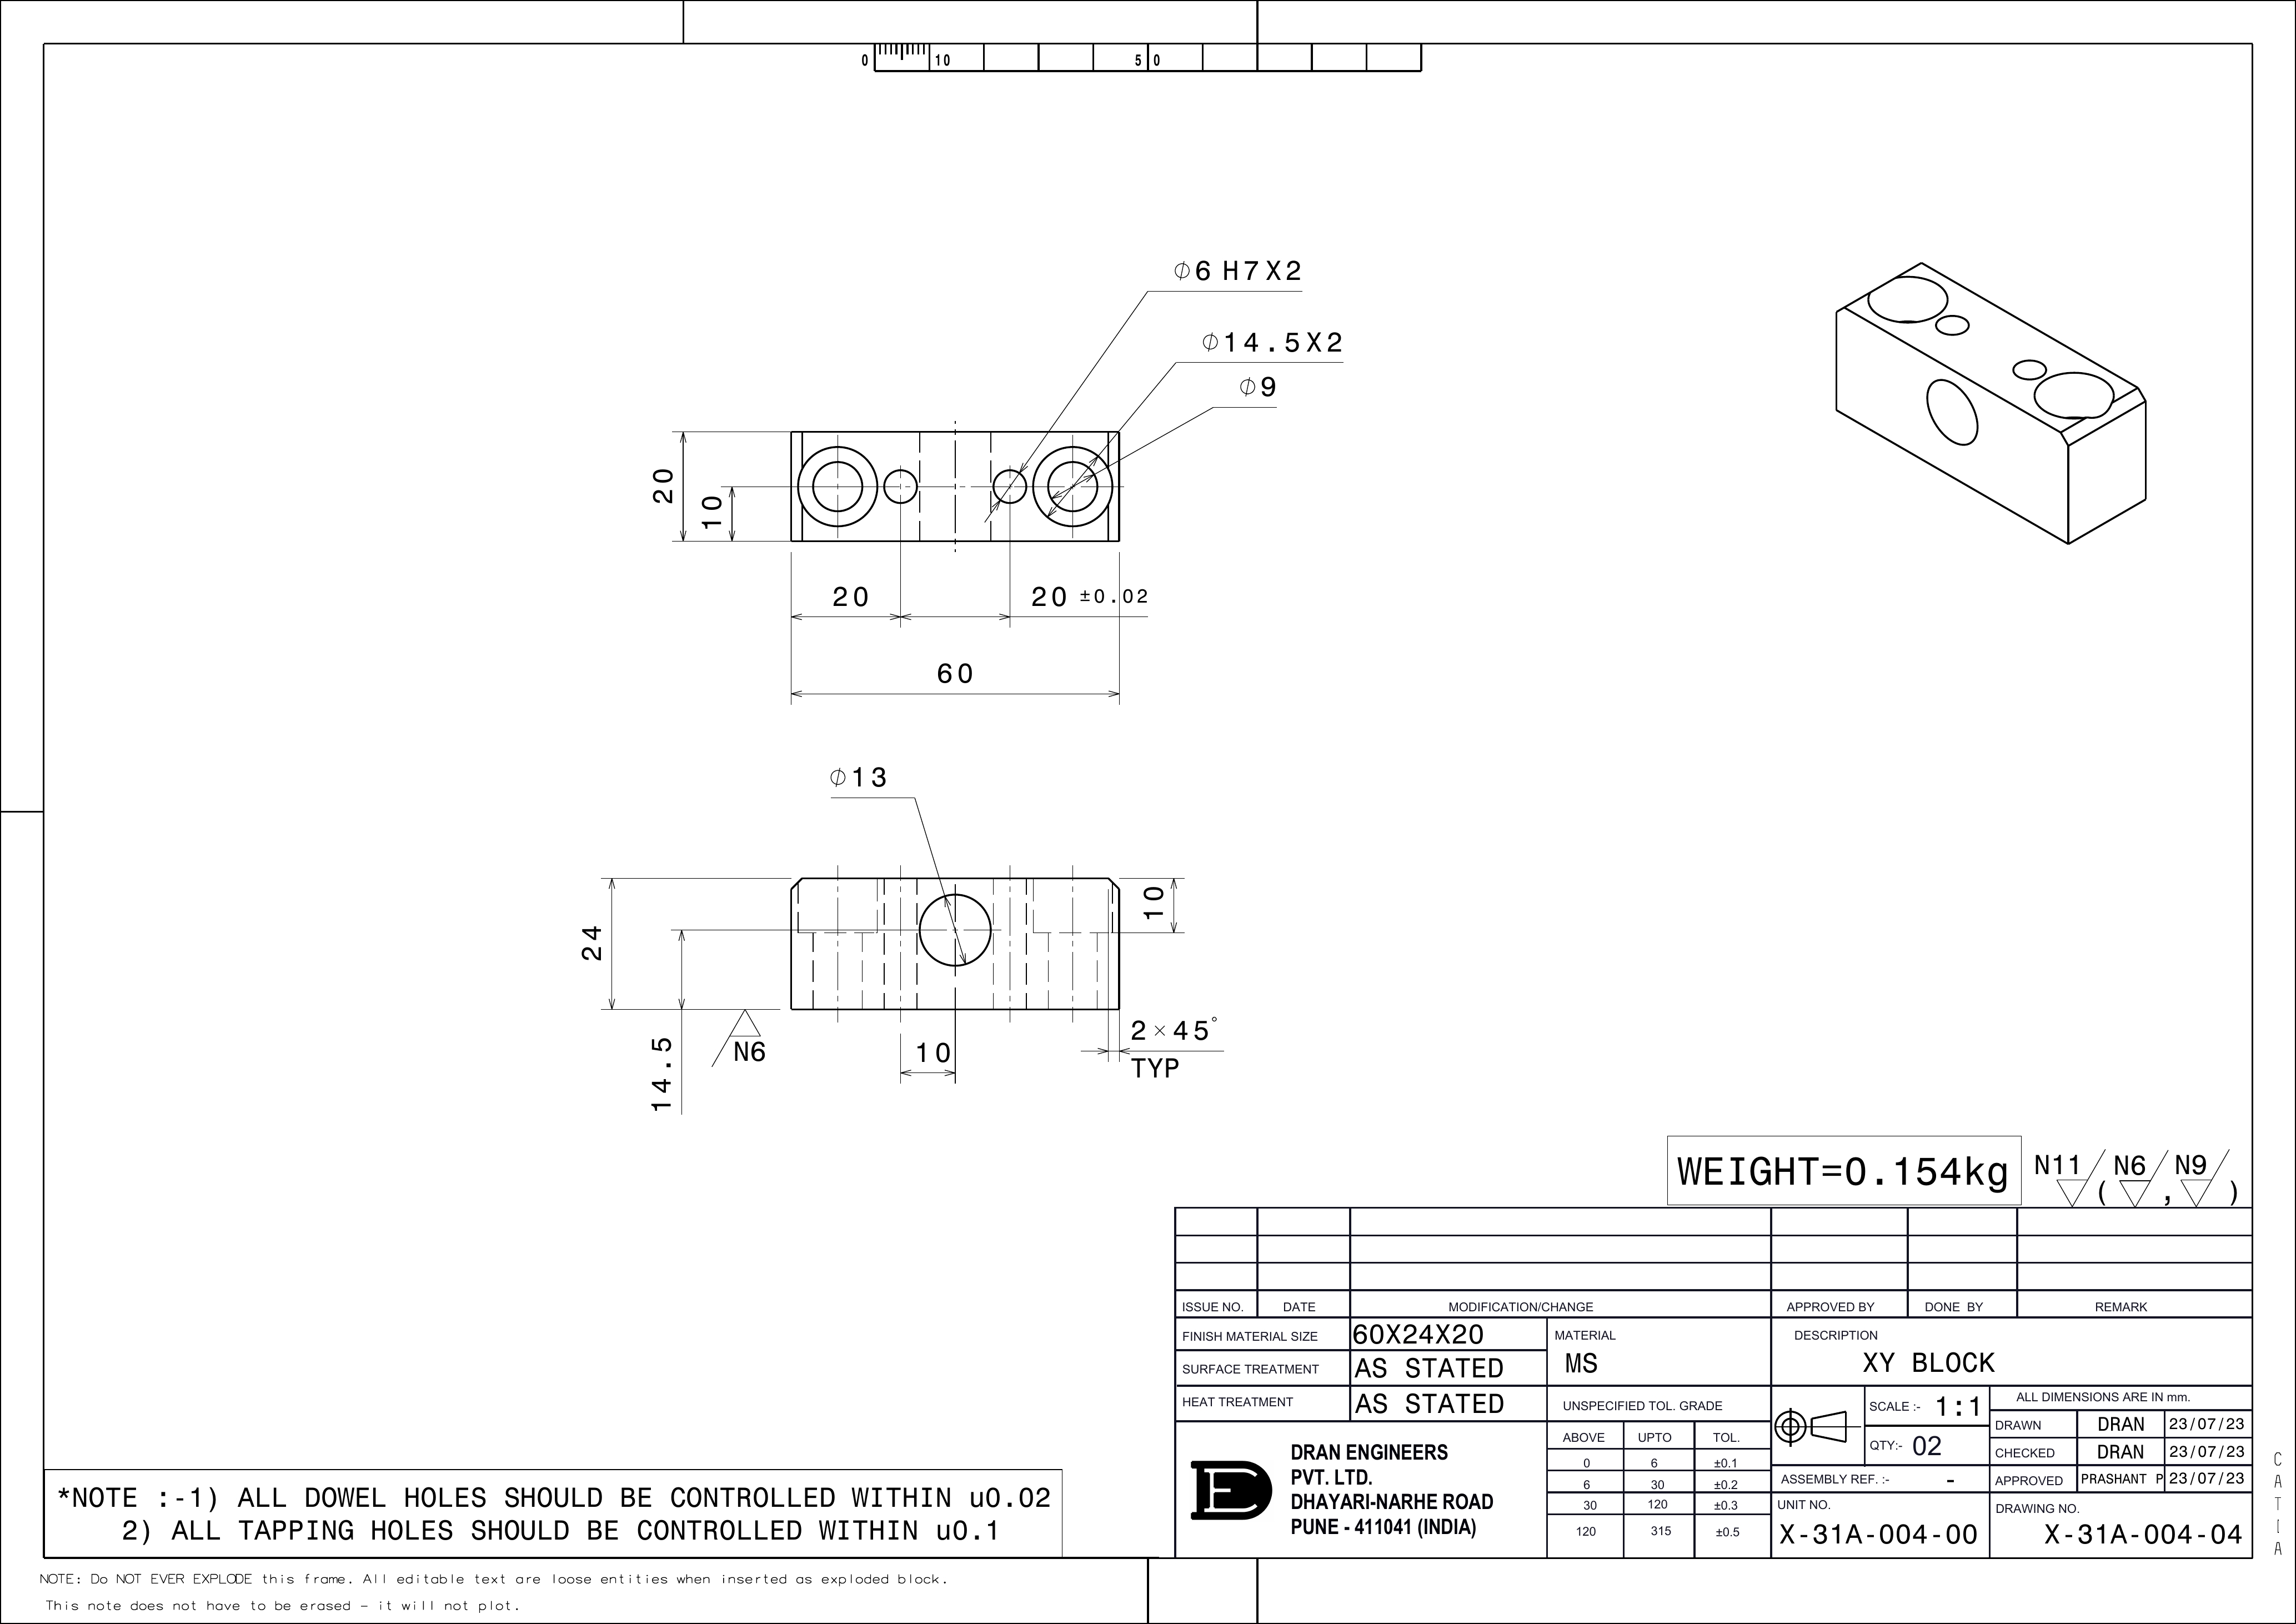 0 10 50
⌀6 H7X2
⌀14.5X2
⌀9
20
10
20
20 ±0.02
60
⌀13
24
14.5
10
N6
10
2×45°
TYP
WEIGHT=0.154kg
N11 ( N6 , N9 )
ISSUE NO. DATE MODIFICATION/CHANGE APPROVED BY DONE BY REMARK
FINISH MATERIAL SIZE 60X24X20
SURFACE TREATMENT AS STATED
HEAT TREATMENT AS STATED
MATERIAL
MS
DESCRIPTION
XY BLOCK
UNSPECIFIED TOL. GRADE
ABOVE UPTO TOL.
0 6 ±0.1
6 30 ±0.2
30 120 ±0.3
120 315 ±0.5
SCALE :- 1:1
QTY:- 02
ALL DIMENSIONS ARE IN mm.
DRAWN DRAN 23/07/23
CHECKED DRAN 23/07/23
APPROVED PRASHANT P 23/07/23
ASSEMBLY REF. :- -
UNIT NO.
X-31A-004-00
DRAWING NO.
X-31A-004-04
DE
DRAN ENGINEERS
PVT. LTD.
DHAYARI-NARHE ROAD
PUNE - 411041 (INDIA)
*NOTE :-1) ALL DOWEL HOLES SHOULD BE CONTROLLED WITHIN u0.02
2) ALL TAPPING HOLES SHOULD BE CONTROLLED WITHIN u0.1
NOTE: Do NOT EVER EXPLODE this frame. All editable text are loose entities when inserted as exploded block.
This note does not have to be erased - it will not plot.
CATIA